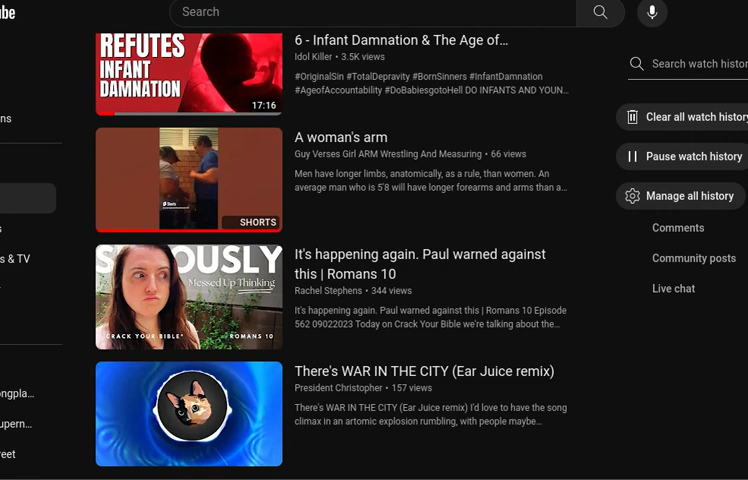 be
Search
Search watch histor
REFUTES
INFANT
DAMNATION
17:16
6 - Infant Damnation & The Age of…
Idol Killer • 3.5K views
#OriginalSin #TotalDepravity #BornSinners #InfantDamnation
#AgeofAccountability #DoBabiesgotoHell DO INFANTS AND YOUN…
ns
Clear all watch history
A woman's arm
Guy Verses Girl ARM Wrestling And Measuring • 66 views
Men have longer limbs, anatomically, as a rule, than women. An
average man who is 5'8 will have longer forearms and arms than a…
SHORTS
Pause watch history
Manage all history
Comments
Community posts
Live chat
s
s & TV
OUSLY
Messed Up Thinking
CRACK YOUR BIBLE
ROMANS 10
It's happening again. Paul warned against
this | Romans 10
Rachel Stephens • 344 views
It's happening again. Paul warned against this | Romans 10 Episode
562 09022023 Today on Crack Your Bible we're talking about the…
There's WAR IN THE CITY (Ear Juice remix)
President Christopher • 157 views
There's WAR IN THE CITY (Ear Juice remix) I'd love to have the song
climax in an artomic explosion rumbling, with people maybe…
ongpla…
upern…
reet